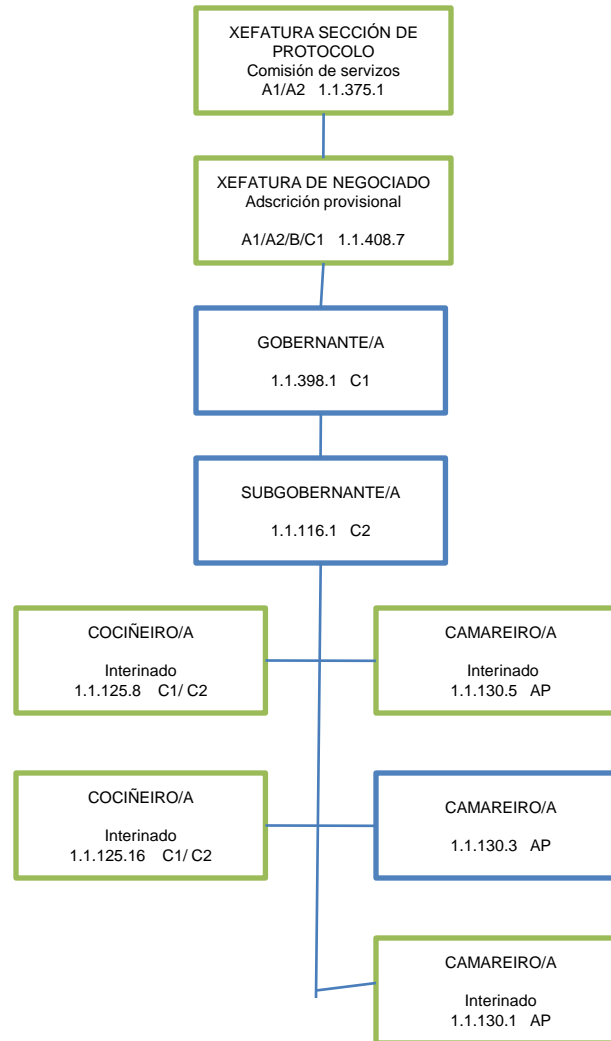 XEFATURA SECCIÓN DE
PROTOCOLO
Comisión de servizos
A1/A2 1.1.375.1
XEFATURA DE NEGOCIADO
Adscrición provisional
A1/A2/B/C1 1.1.408.7
GOBERNANTE/A
1.1.398.1 C1
SUBGOBERNANTE/A
1.1.116.1 C2
COCIÑEIRO/A
Interinado
1.1.125.8 C1/ C2
CAMAREIRO/A
Interinado
1.1.130.5 AP
COCIÑEIRO/A
Interinado
1.1.125.16 C1/ C2
CAMAREIRO/A
1.1.130.3 AP
CAMAREIRO/A
Interinado
1.1.130.1 AP